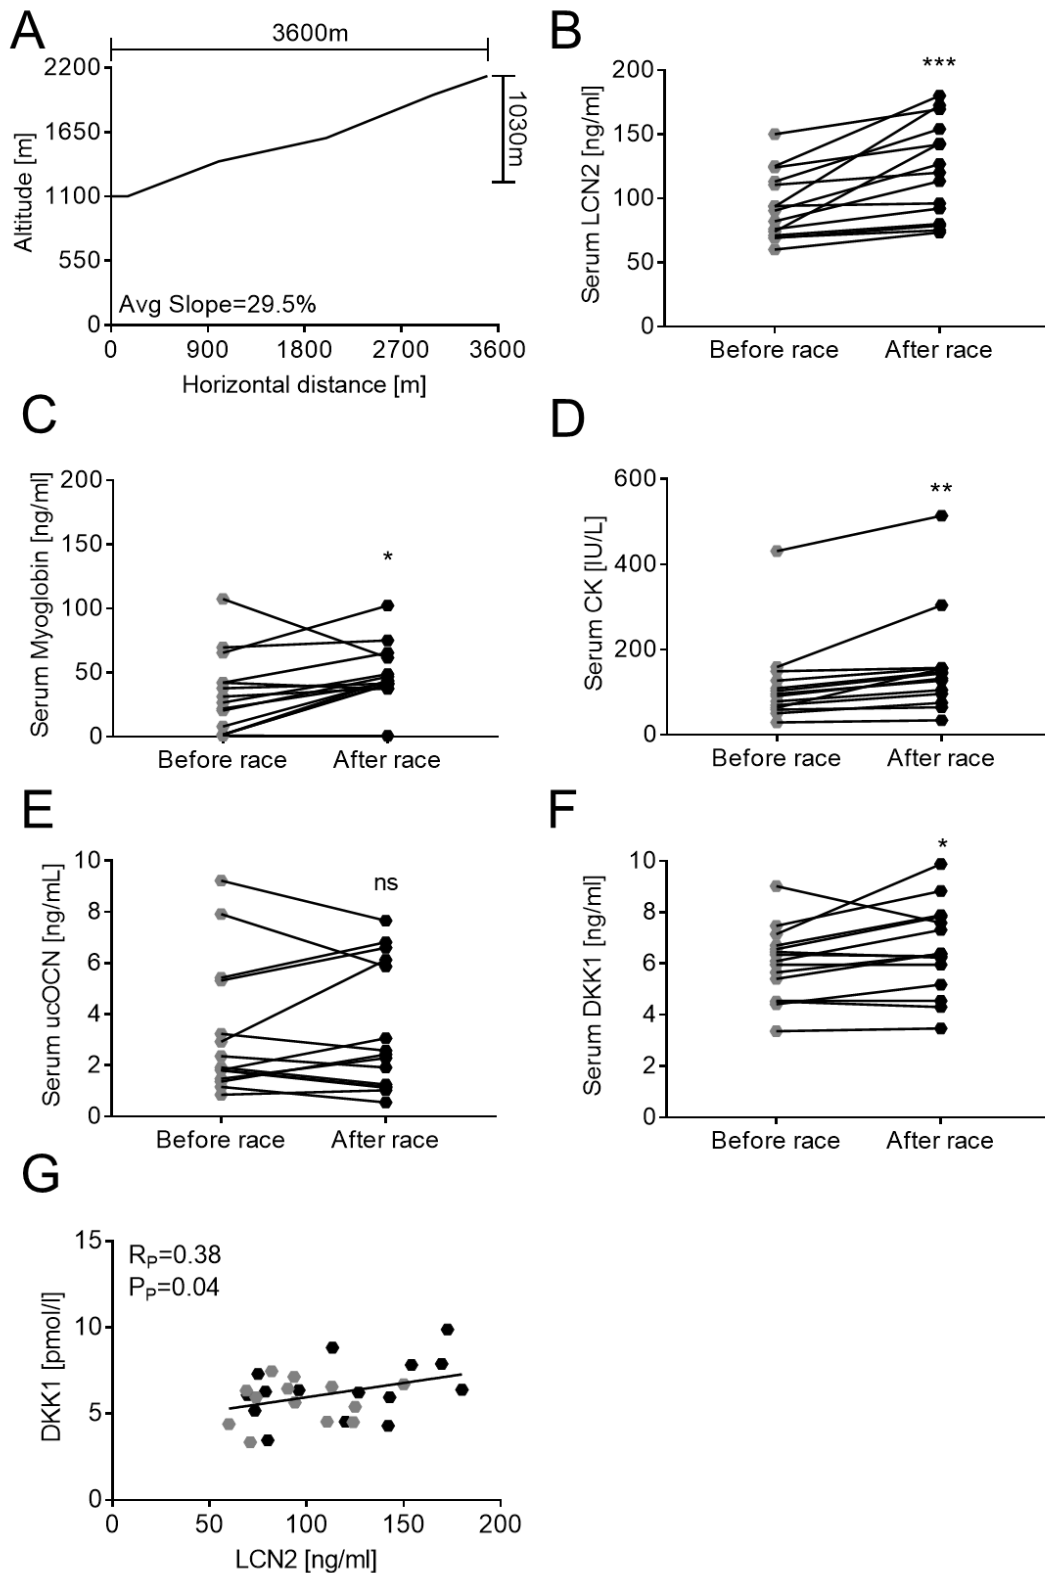 A
3600m
2200
1650
1100
550
0
Altitude [m]
1030m
Avg Slope=29.5%
0 900 1800 2700 3600
Horizontal distance [m]
B
***
200
150
100
50
0
Serum LCN2 [ng/ml]
Before race After race
C
*
200
150
100
50
0
Serum Myoglobin [ng/ml]
Before race After race
D
**
600
400
200
0
Serum CK [IU/L]
Before race After race
E
ns
10
8
6
4
2
0
Serum ucOCN [ng/mL]
Before race After race
F
*
10
8
6
4
2
0
Serum DKK1 [ng/ml]
Before race After race
G
15
10
5
0
DKK1 [pmol/l]
RP=0.38
PP=0.04
0 50 100 150 200
LCN2 [ng/ml]